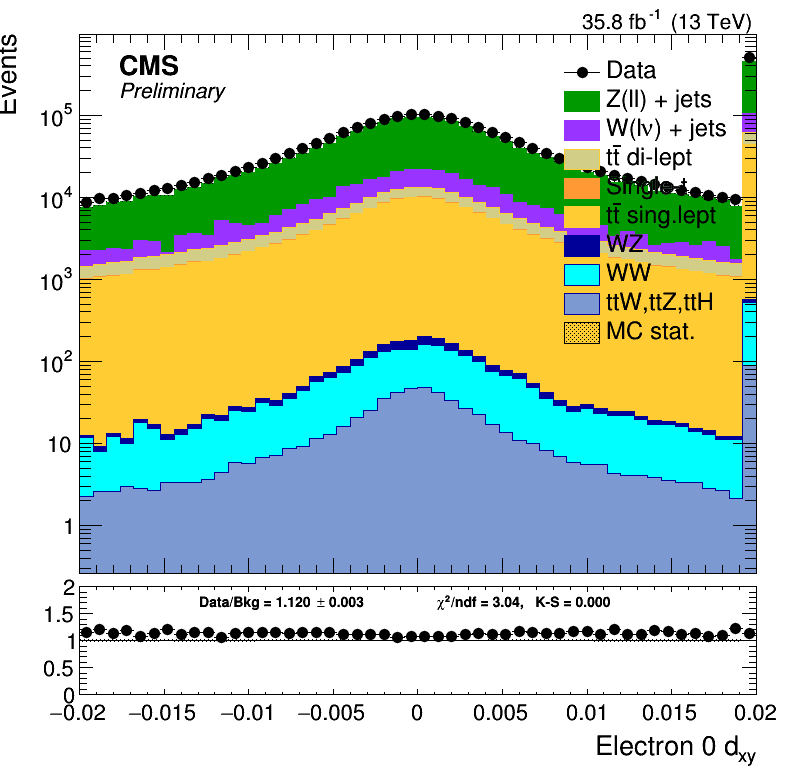 35.8 fb⁻¹ (13 TeV)
Events
CMS
Preliminary
Data
Z(ll) + jets
W(lv) + jets
tt̄ di-lept
Single t
tt̄ sing.lept
WZ
WW
ttW,ttZ,ttH
MC stat.
10⁵
10⁴
10³
10²
10
1
Data/Bkg = 1.120 ± 0.003 χ²/ndf = 3.04, K-S = 0.000
2
1.5
1
0.5
0
−0.02 −0.015 −0.01 −0.005 0 0.005 0.01 0.015 0.02
Electron 0 d_xy